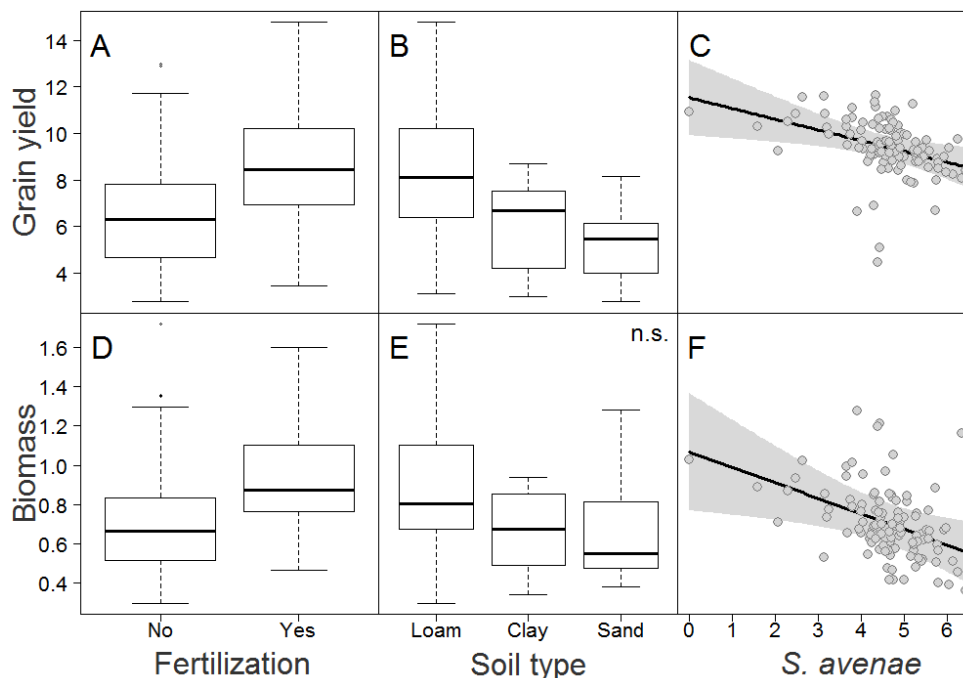 A
B
C
Grain yield
14
12
10
8
6
4
D
E
n.s.
F
Biomass
1.6
1.4
1.2
1.0
0.8
0.6
0.4
No Yes
Loam Clay Sand
0 1 2 3 4 5 6
Fertilization
Soil type
S. avenae